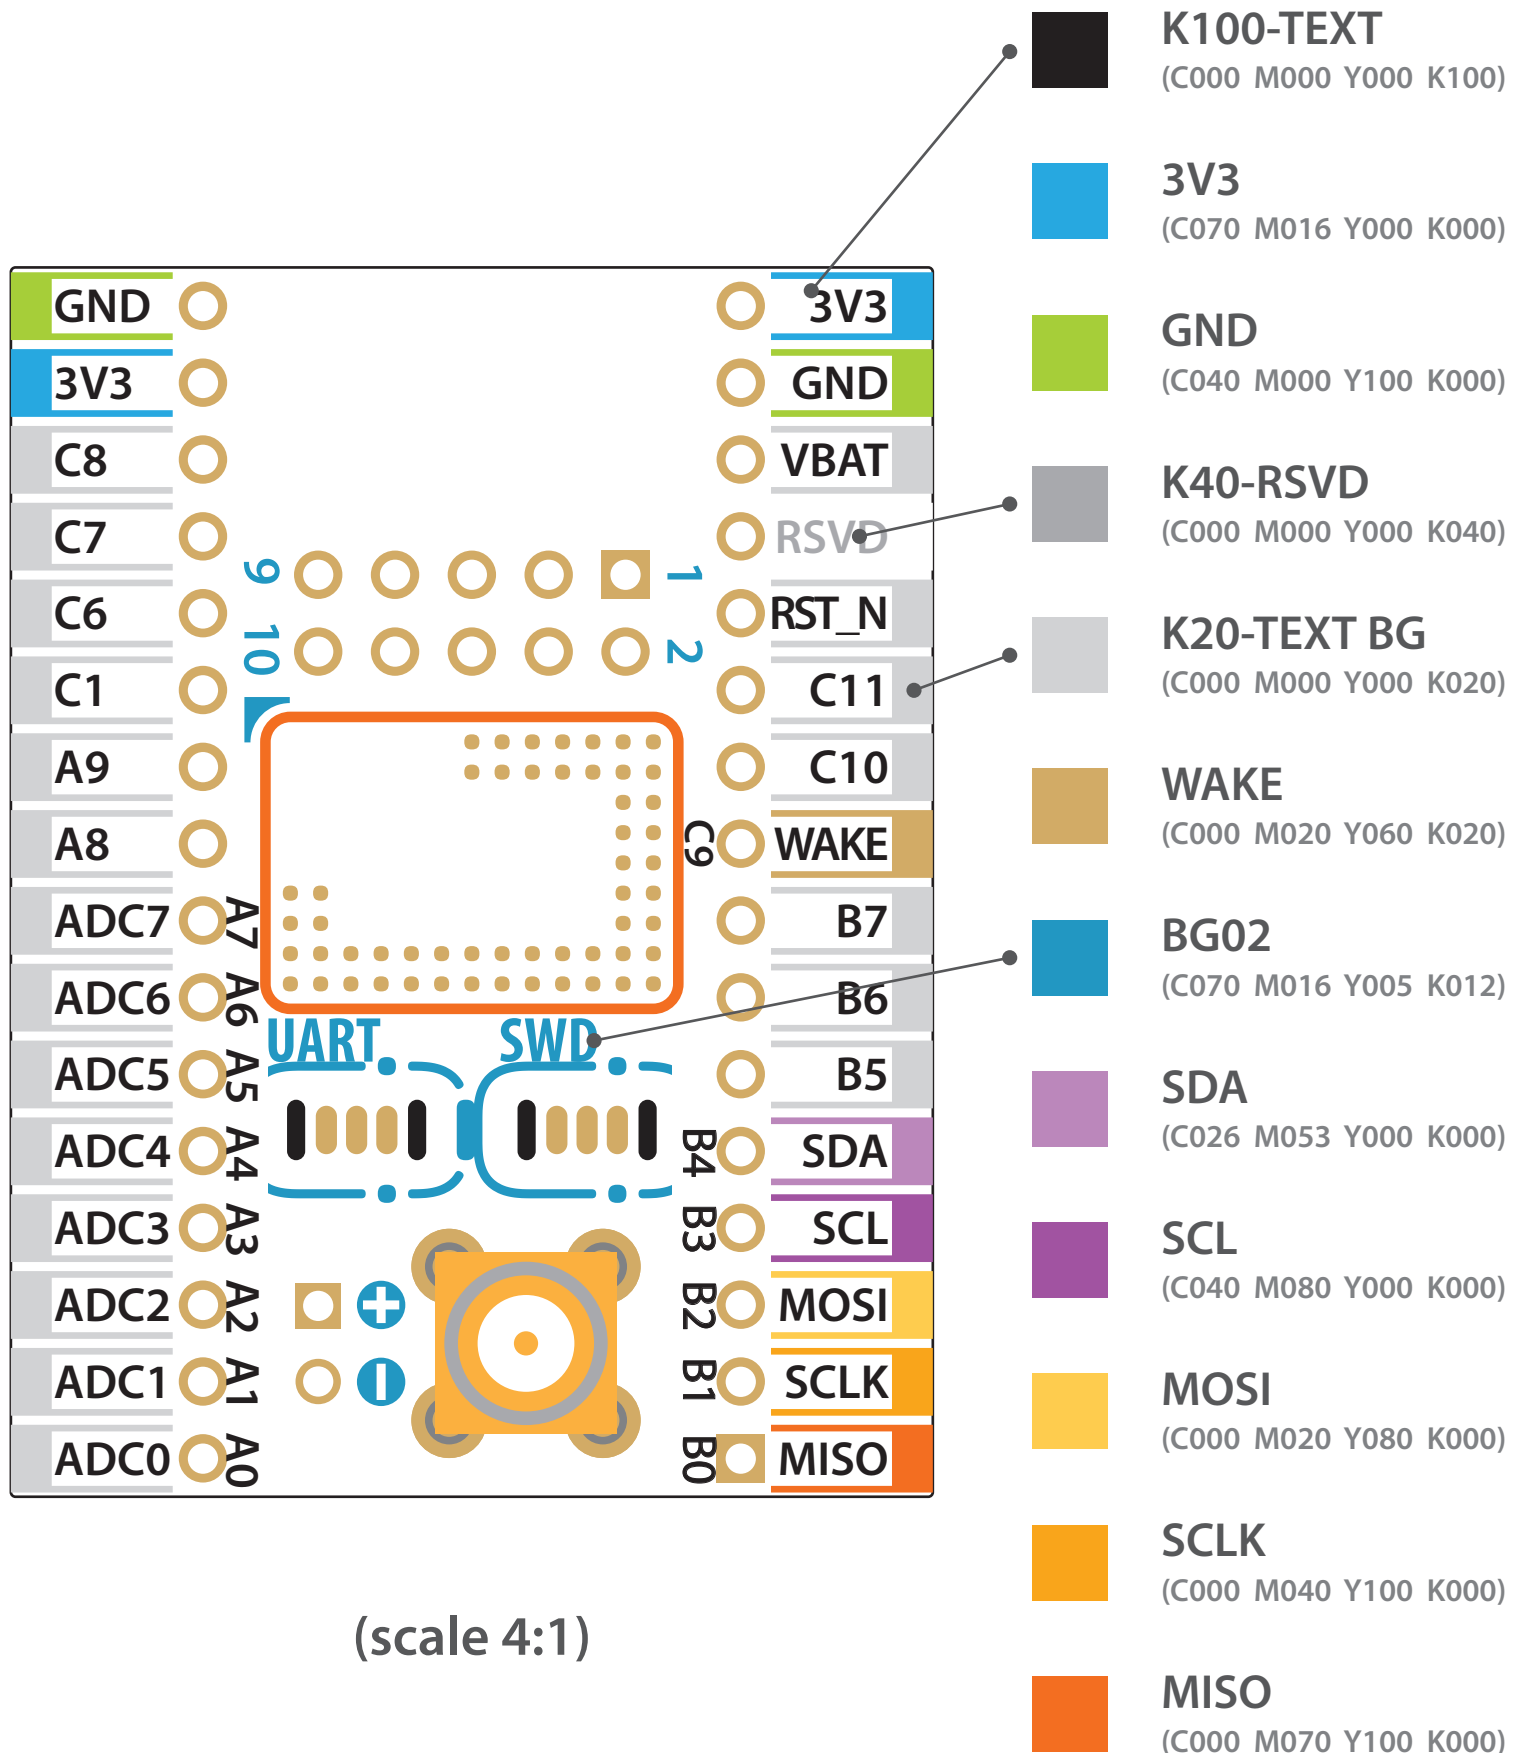 K100-TEXT
(C000 M000 Y000 K100)
3V3
(C070 M016 Y000 K000)
GND
(C040 M000 Y100 K000)
K40-RSVD
(C000 M000 Y000 K040)
K20-TEXT BG
(C000 M000 Y000 K020)
WAKE
(C000 M020 Y060 K020)
BG02
(C070 M016 Y005 K012)
SDA
(C026 M053 Y000 K000)
SCL
(C040 M080 Y000 K000)
MOSI
(C000 M020 Y080 K000)
SCLK
(C000 M040 Y100 K000)
MISO
(C000 M070 Y100 K000)
GND
3V3
C8
C7
C6
C1
A9
A8
ADC7 A7
ADC6 A6
ADC5 A5
ADC4 A4
ADC3 A3
ADC2 A2
ADC1 A1
ADC0 A0
9
1
10
2
UART
SWD
3V3
GND
VBAT
RSVD
RST_N
C11
C10
C9 WAKE
B7
B6
B5
B4 SDA
B3 SCL
B2 MOSI
B1 SCLK
B0 MISO
(scale 4:1)